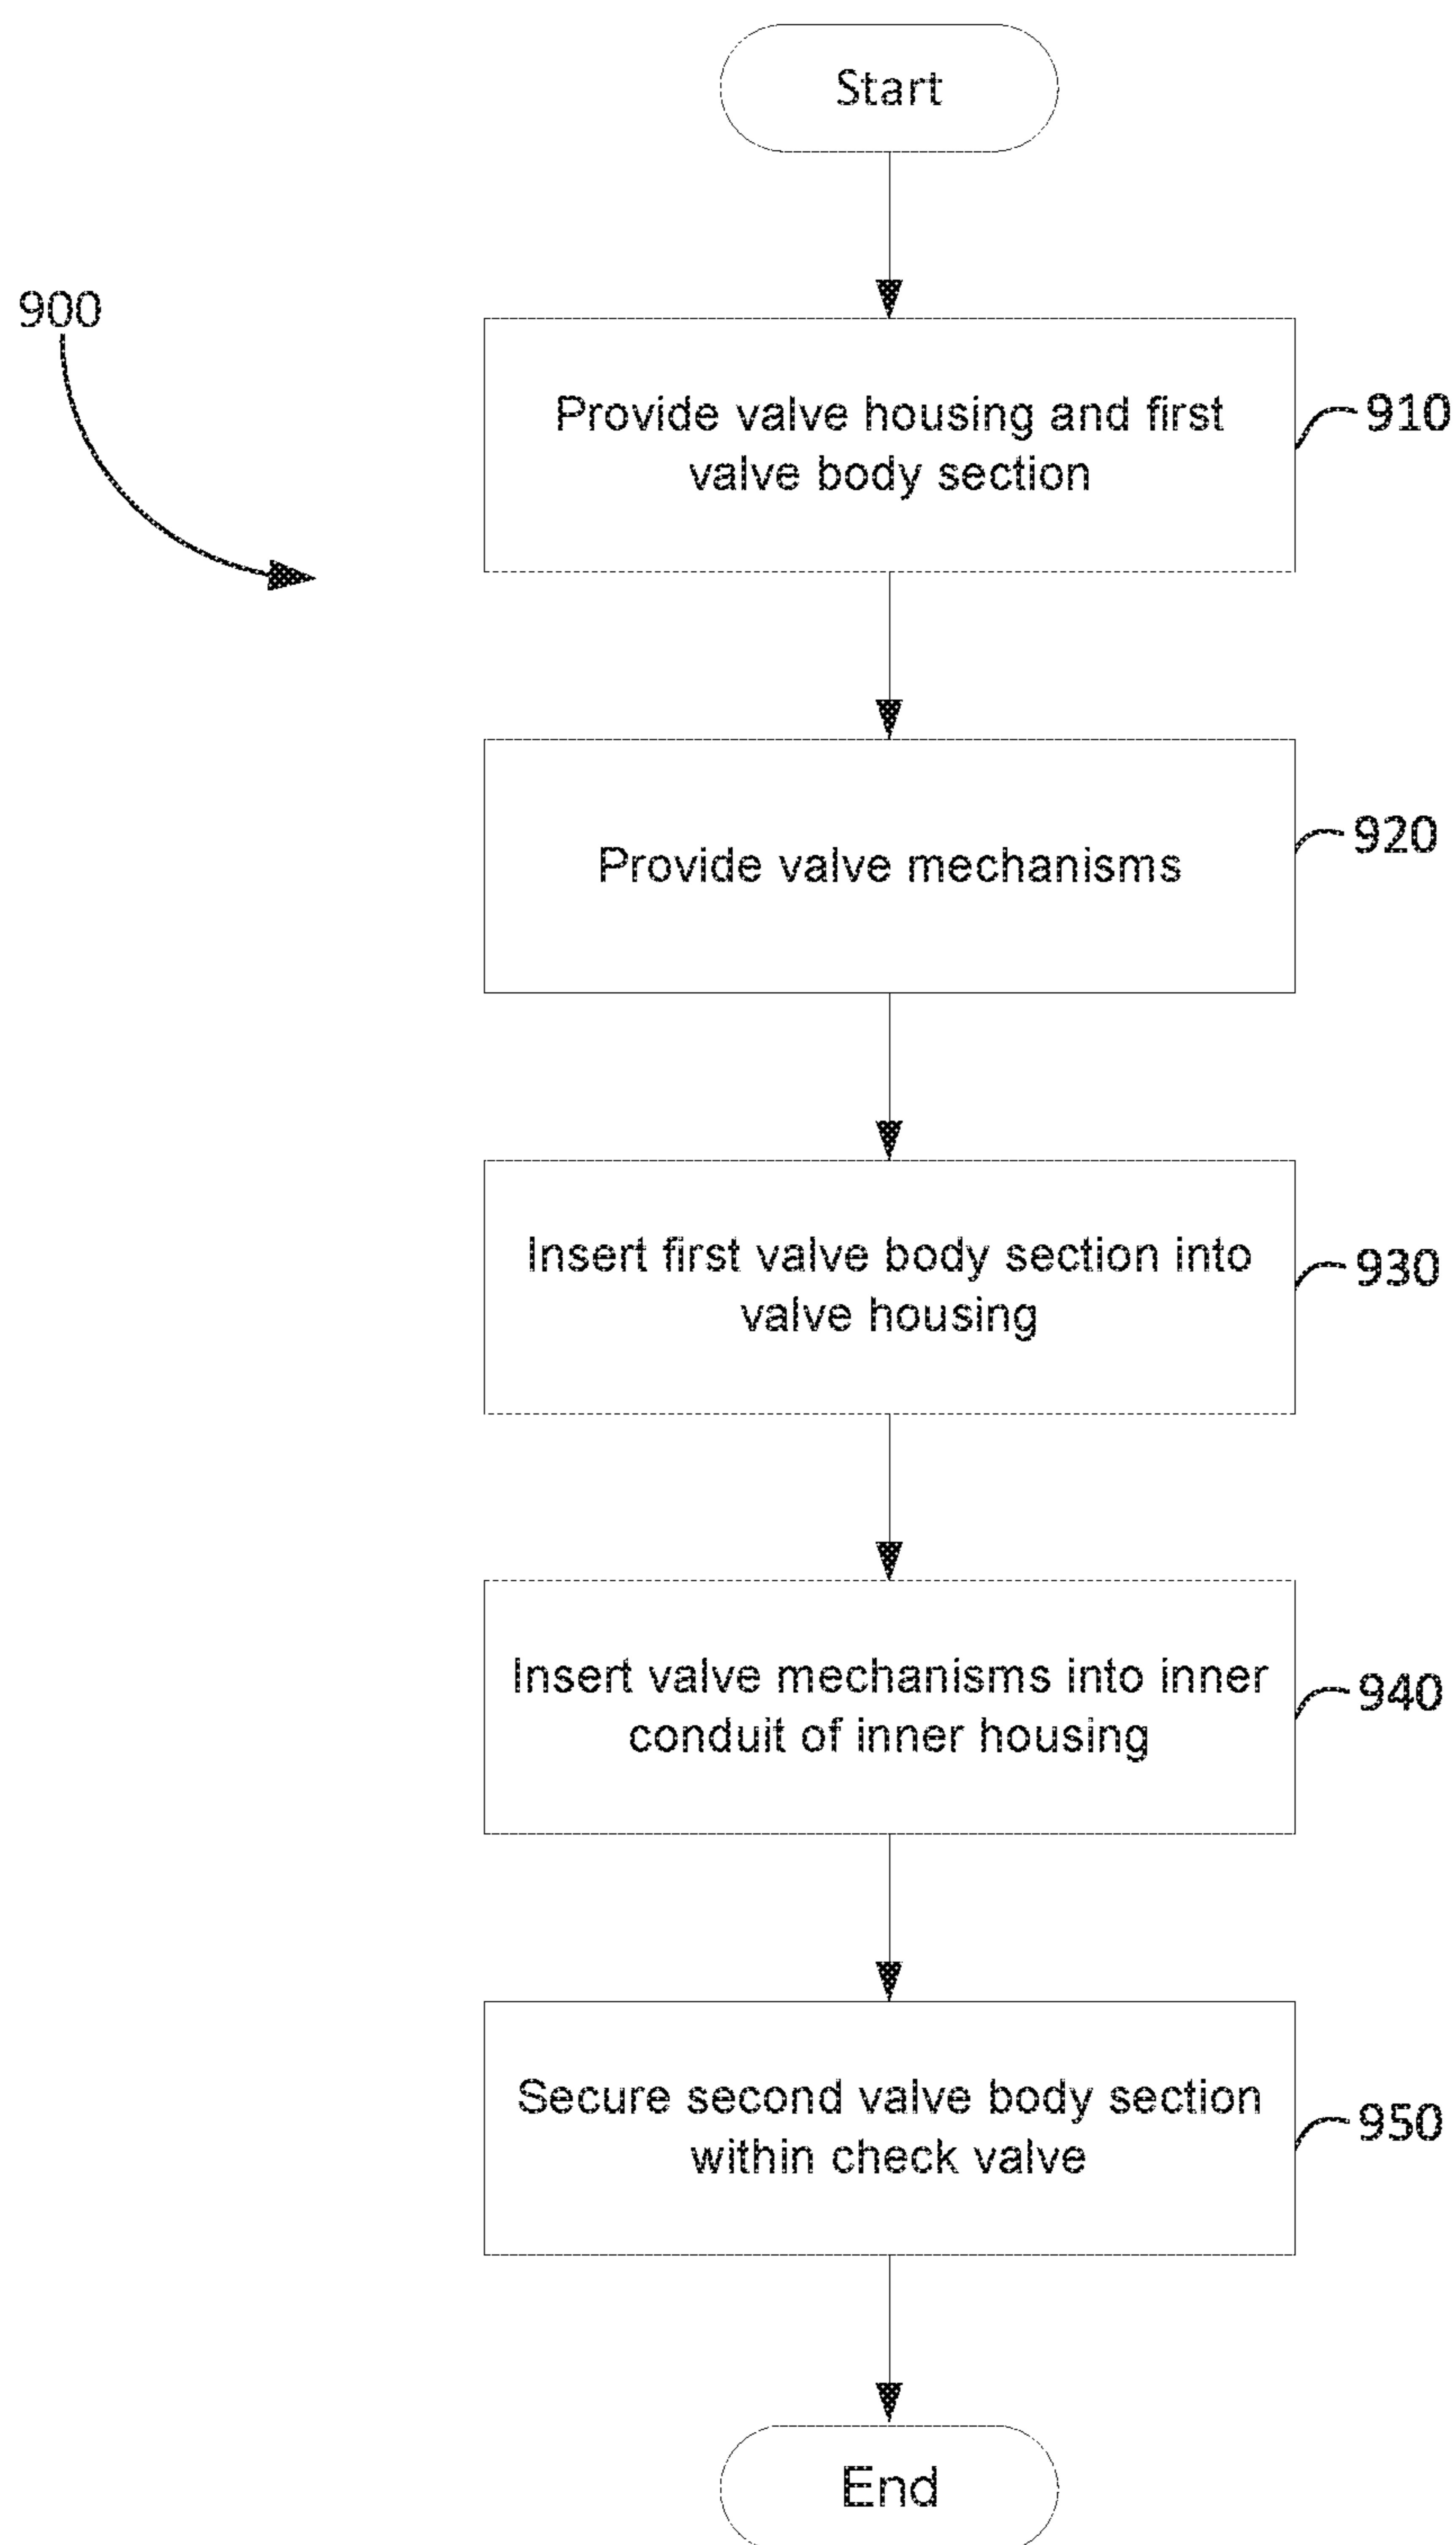 Start
900
Provide valve housing and first
valve body section
910
Provide valve mechanisms
920
Insert first valve body section into
valve housing
930
Insert valve mechanisms into inner
conduit of inner housing
940
Secure second valve body section
within check valve
950
End